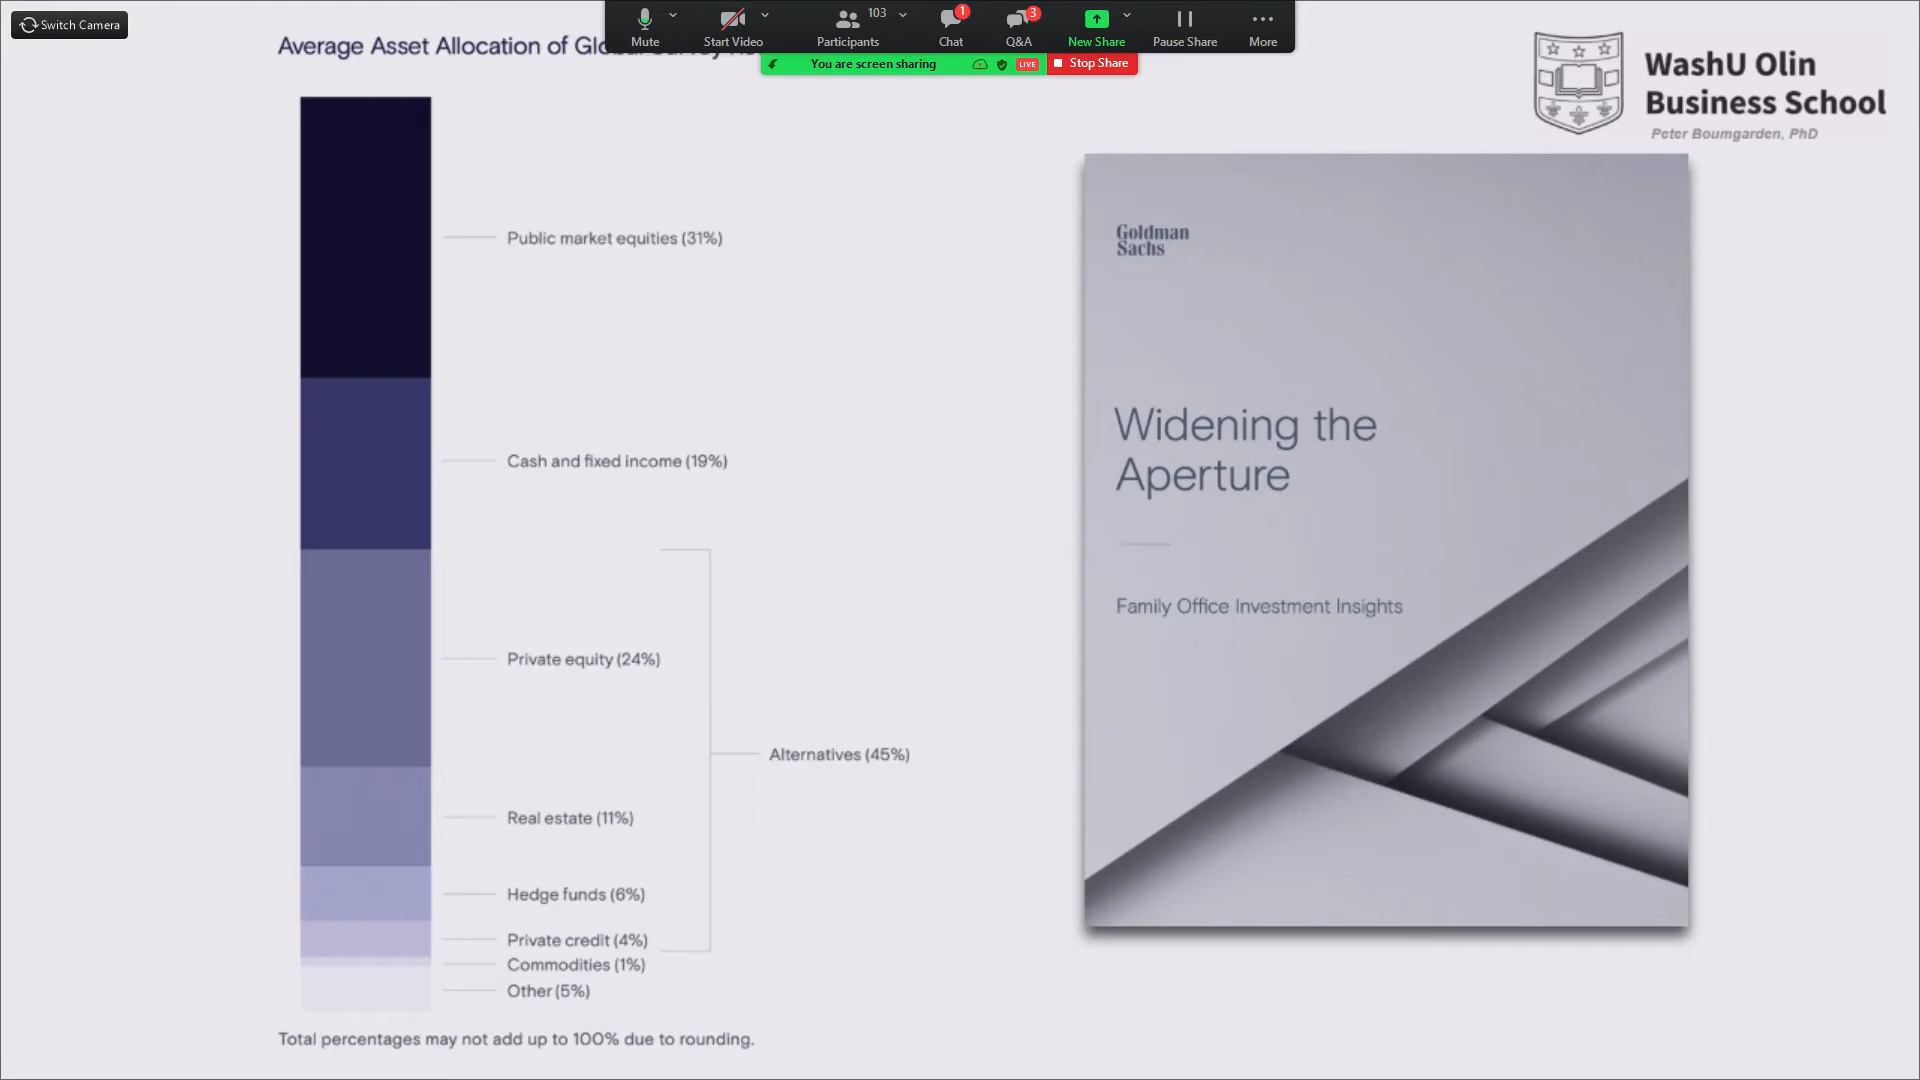 Switch Camera
Mute
Start Video
Participants
103
Chat
1
Q&A
3
New Share
Pause Share
More
You are screen sharing
LIVE
Stop Share
Average Asset Allocation of
WashU Olin
Business School
Peter Boumgarden, PhD
Public market equities (31%)
Cash and fixed income (19%)
Private equity (24%)
Alternatives (45%)
Real estate (11%)
Hedge funds (6%)
Private credit (4%)
Commodities (1%)
Other (5%)
Total percentages may not add up to 100% due to rounding.
Goldman
Sachs
Widening the
Aperture
Family Office Investment Insights